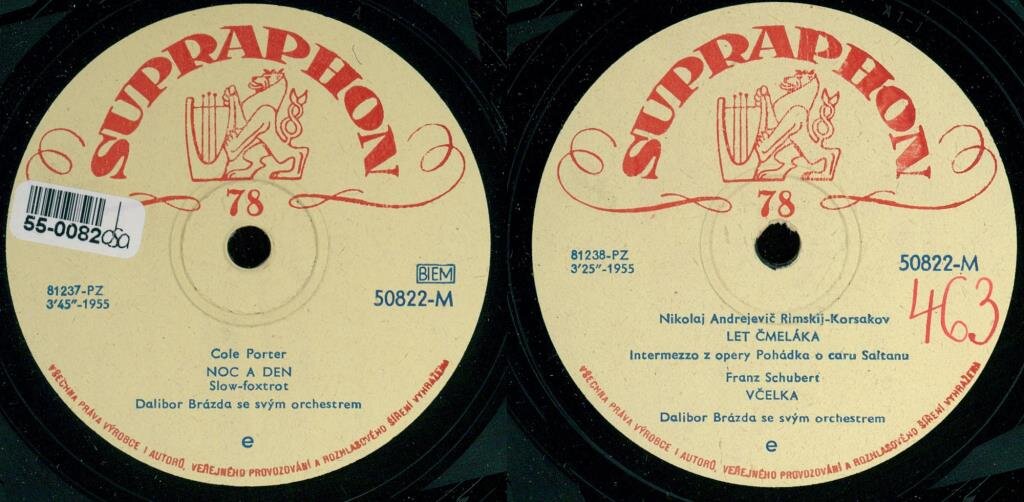 SUPRAPHON
78
55-0082
81237-PZ
3'45"-1955
BIEM
50822-M
Cole Porter
NOC A DEN
Slow-foxtrot
Dalibor Brázda se svým orchestrem
e
VŠECHNA PRÁVA VÝROBCE I AUTORŮ, VEŘEJNÉHO PROVOZOVÁNÍ A ROZHLASOVÉHO ŠÍŘENÍ VYHRAŽENA
SUPRAPHON
78
81238-PZ
3'25"-1955
50822-M
463
Nikolaj Andrejevič Rimskij-Korsakov
LET ČMELÁKA
Intermezzo z opery Pohádka o caru Saltanu
Franz Schubert
VČELKA
Dalibor Brázda se svým orchestrem
e
VŠECHNA PRÁVA VÝROBCE I AUTORŮ, VEŘEJNÉHO PROVOZOVÁNÍ A ROZHLASOVÉHO ŠÍŘENÍ VYHRAŽENA